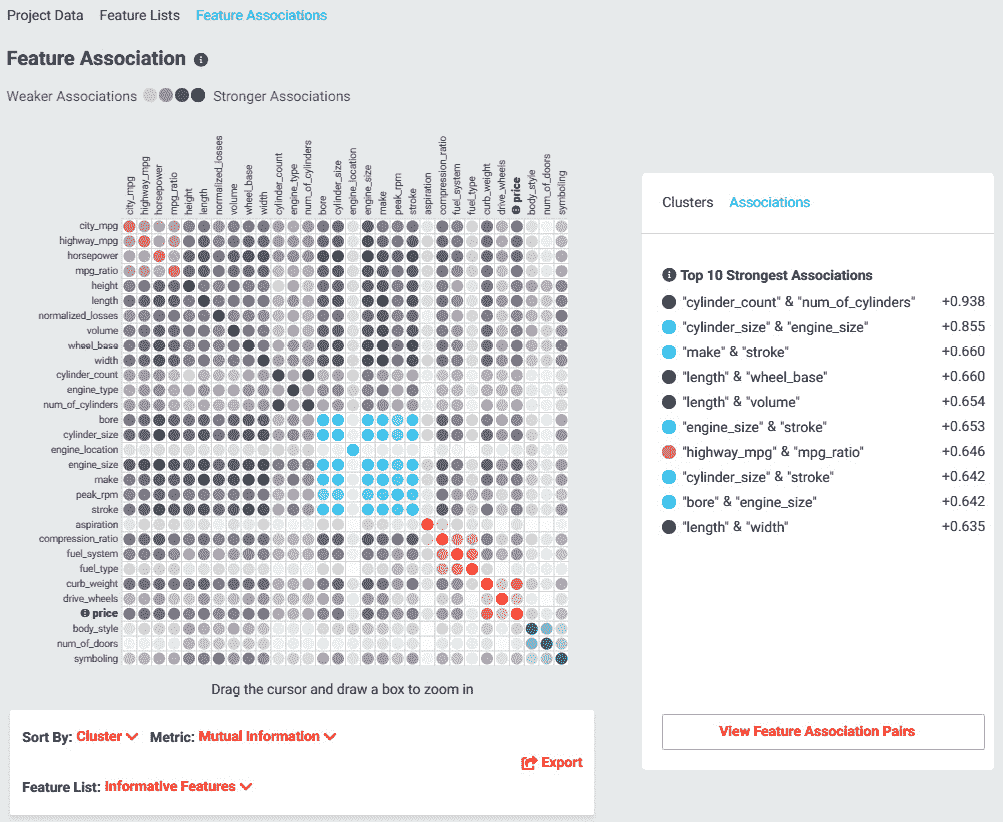 Project Data Feature Lists Feature Associations
Feature Association
Weaker Associations Stronger Associations
city_mpg
highway_mpg
horsepower
mpg_ratio
height
length
normalized_losses
volume
wheel_base
width
cylinder_count
engine_type
num_of_cylinders
bore
cylinder_size
engine_location
engine_size
make
peak_rpm
stroke
aspiration
compression_ratio
fuel_system
fuel_type
curb_weight
drive_wheels
price
body_style
num_of_doors
symboling
city_mpg
highway_mpg
horsepower
mpg_ratio
height
length
normalized_losses
volume
wheel_base
width
cylinder_count
engine_type
num_of_cylinders
bore
cylinder_size
engine_location
engine_size
make
peak_rpm
stroke
aspiration
compression_ratio
fuel_system
fuel_type
curb_weight
drive_wheels
price
body_style
num_of_doors
symboling
Drag the cursor and draw a box to zoom in
Sort By: Cluster Metric: Mutual Information
Export
Feature List: Informative Features
Clusters Associations
Top 10 Strongest Associations
"cylinder_count" & "num_of_cylinders" +0.938
"cylinder_size" & "engine_size" +0.855
"make" & "stroke" +0.660
"length" & "wheel_base" +0.660
"length" & "volume" +0.654
"engine_size" & "stroke" +0.653
"highway_mpg" & "mpg_ratio" +0.646
"cylinder_size" & "stroke" +0.642
"bore" & "engine_size" +0.642
"length" & "width" +0.635
View Feature Association Pairs